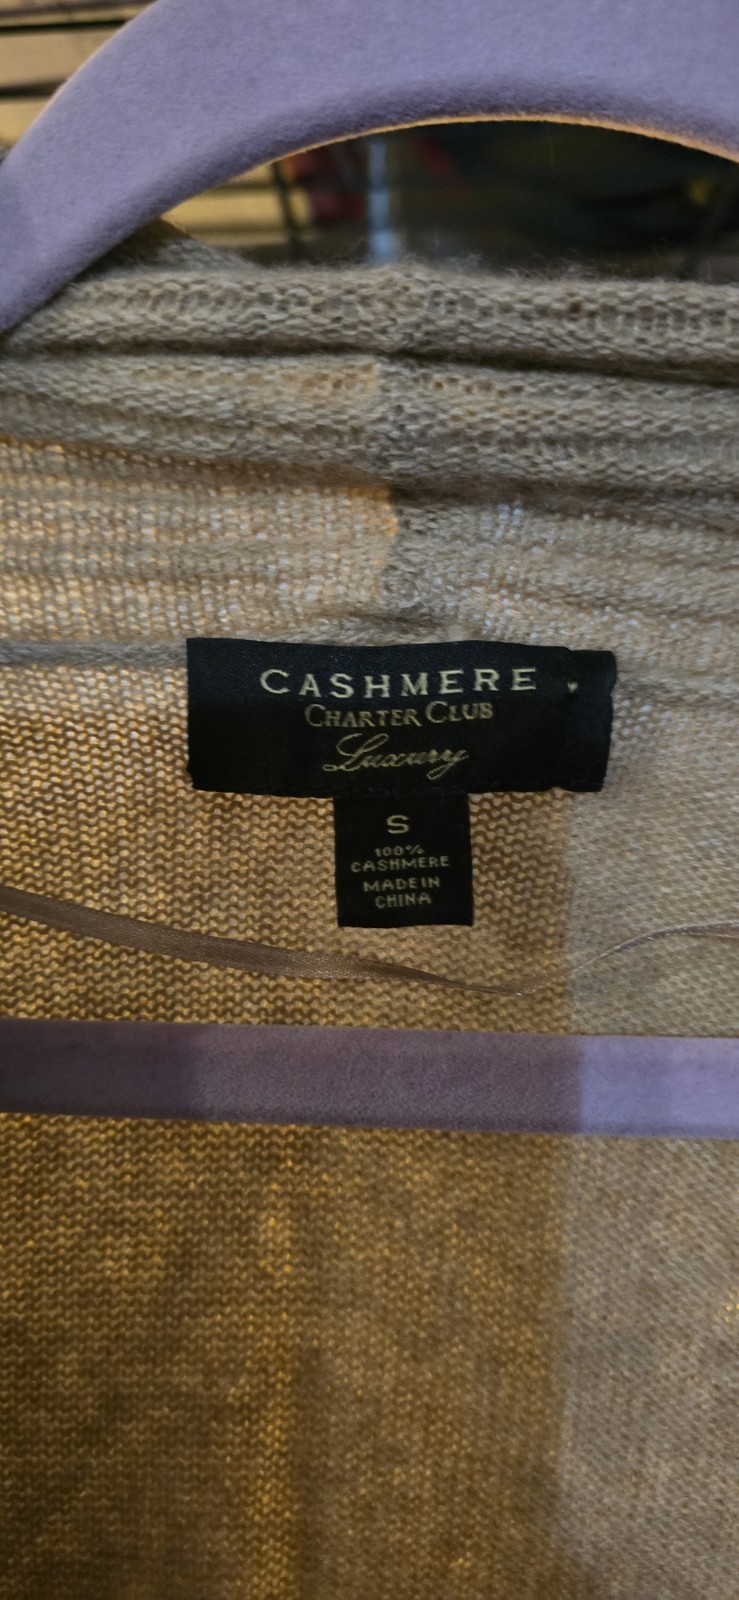 CASHMERE
CHARTER CLUB
Luxury
S
100%
CASHMERE
MADE IN
CHINA